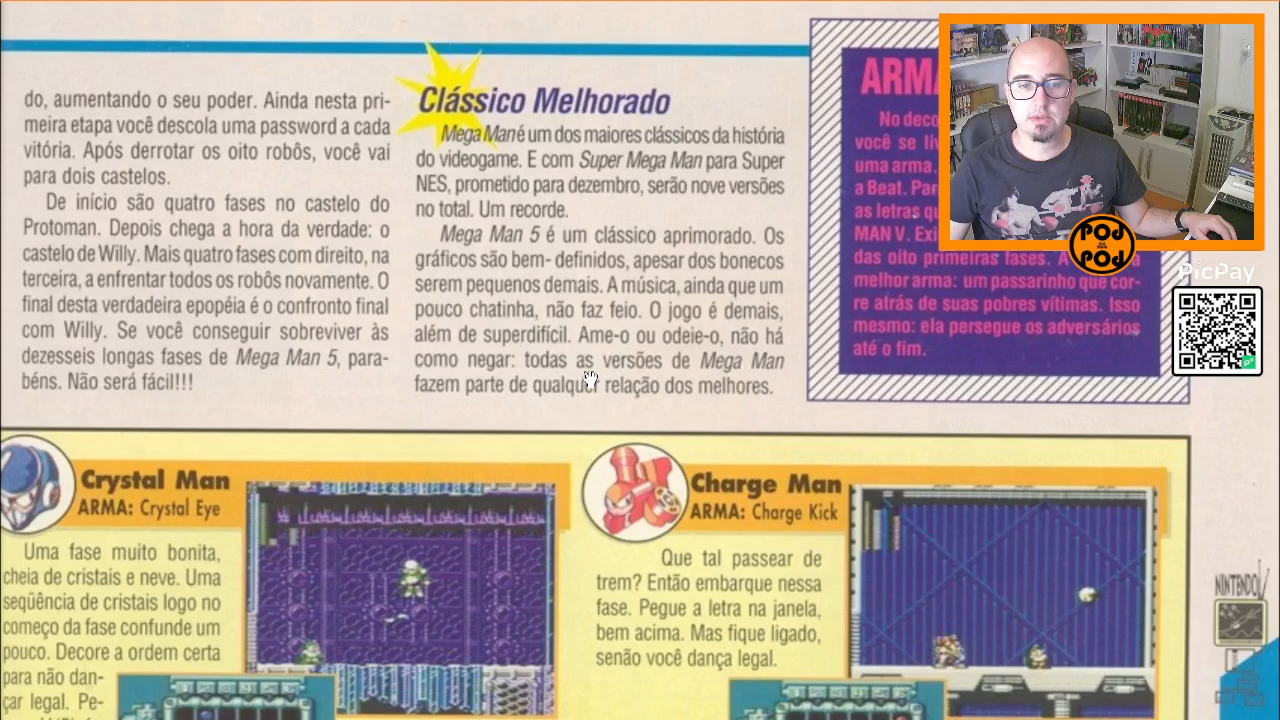 do, aumentando o seu poder. Ainda nesta pri-
meira etapa você descola uma password a cada
vitória. Após derrotar os oito robôs, você vai
para dois castelos.
De início são quatro fases no castelo do
Protoman. Depois chega a hora da verdade: o
castelo de Willy. Mais quatro fases com direito, na
terceira, a enfrentar todos os robôs novamente. O
final desta verdadeira epopéia é o confronto final
com Willy. Se você conseguir sobreviver às
dezesseis longas fases de Mega Man 5, para-
béns. Não será fácil!!!
Clássico Melhorado
Mega Man é um dos maiores clássicos da história
do videogame. E com Super Mega Man para Super
NES, prometido para dezembro, serão nove versões
no total. Um recorde.
Mega Man 5 é um clássico aprimorado. Os
gráficos são bem- definidos, apesar dos bonecos
serem pequenos demais. A música, ainda que um
pouco chatinha, não faz feio. O jogo é demais,
além de superdifícil. Ame-o ou odeie-o, não há
como negar: todas as versões de Mega Man
fazem parte de qualquer relação dos melhores.
ARMA
No deco
você se li
uma arma.
a Beat. Par
as letras qu
MAN V. Exi
das oito primeiras fases. A
melhor arma: um passarinho que cor-
re atrás de suas pobres vítimas. Isso
mesmo: ela persegue os adversários
até o fim.
POD
OU NÃO
POD
PicPay
Crystal Man
ARMA: Crystal Eye
Uma fase muito bonita,
cheia de cristais e neve. Uma
seqüência de cristais logo no
começo da fase confunde um
pouco. Decore a ordem certa
para não dan-
çar legal. Pe-
Charge Man
ARMA: Charge Kick
Que tal passear de
trem? Então embarque nessa
fase. Pegue a letra na janela,
bem acima. Mas fique ligado,
senão você dança legal.
NINTENDO